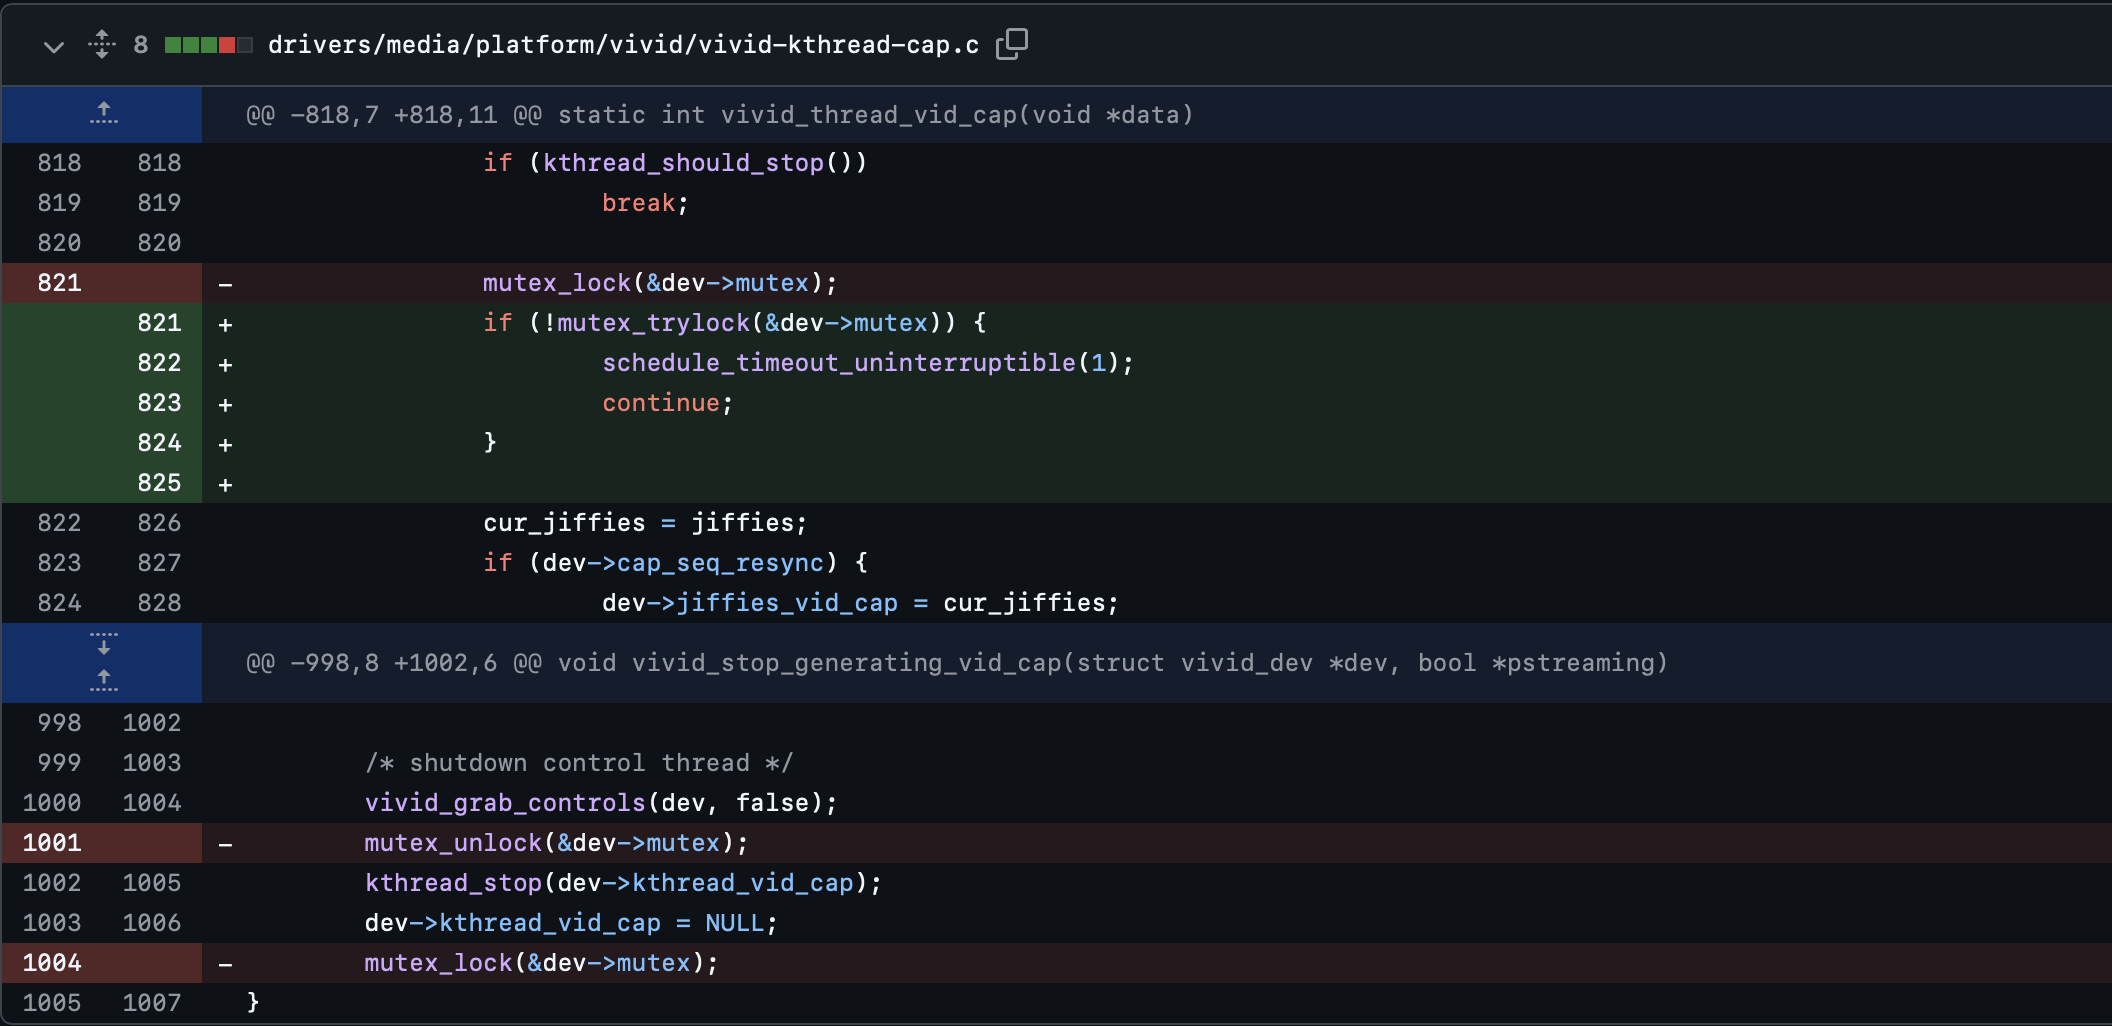 8 drivers/media/platform/vivid/vivid-kthread-cap.c
@@ -818,7 +818,11 @@ static int vivid_thread_vid_cap(void *data)
818 818 if (kthread_should_stop())
819 819 break;
820 820
821 - mutex_lock(&dev->mutex);
821 + if (!mutex_trylock(&dev->mutex)) {
822 + schedule_timeout_uninterruptible(1);
823 + continue;
824 + }
825 +
822 826 cur_jiffies = jiffies;
823 827 if (dev->cap_seq_resync) {
824 828 dev->jiffies_vid_cap = cur_jiffies;
@@ -998,8 +1002,6 @@ void vivid_stop_generating_vid_cap(struct vivid_dev *dev, bool *pstreaming)
998 1002
999 1003 /* shutdown control thread */
1000 1004 vivid_grab_controls(dev, false);
1001 - mutex_unlock(&dev->mutex);
1002 1005 kthread_stop(dev->kthread_vid_cap);
1003 1006 dev->kthread_vid_cap = NULL;
1004 - mutex_lock(&dev->mutex);
1005 1007 }